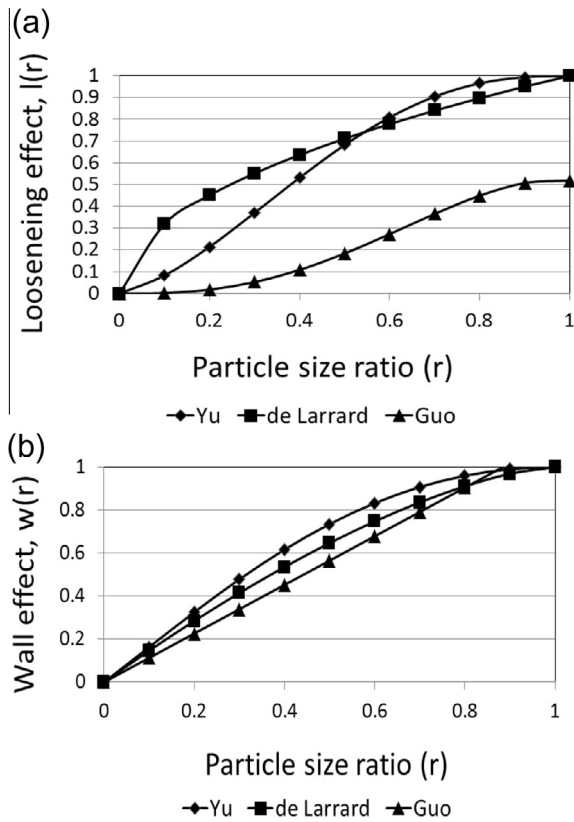 (a)
Looseneing effect, l(r)
1
0.9
0.8
0.7
0.6
0.5
0.4
0.3
0.2
0.1
0
0 0.2 0.4 0.6 0.8 1
Particle size ratio (r)
Yu de Larrard Guo
(b)
Wall effect, w(r)
1
0.8
0.6
0.4
0.2
0
0 0.2 0.4 0.6 0.8 1
Particle size ratio (r)
Yu de Larrard Guo